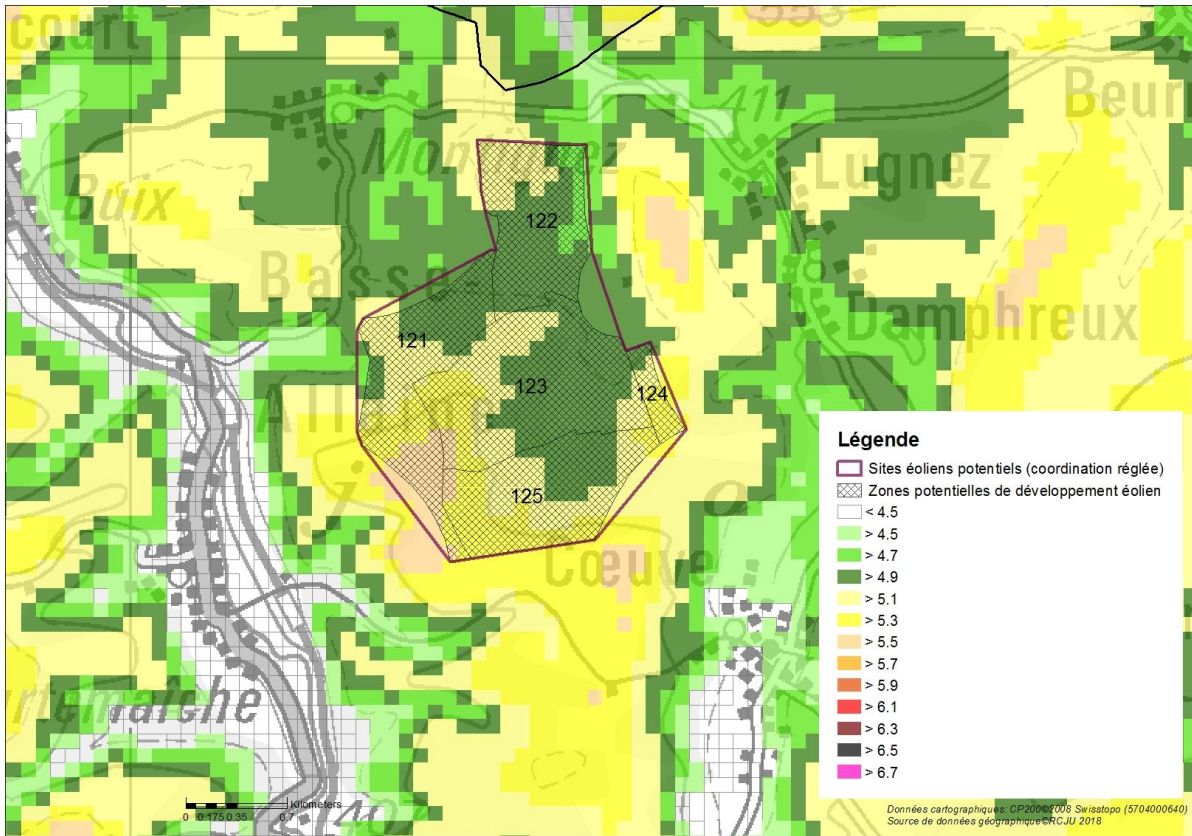 court
553
411
Beur
Montignez
Lugnez
Buix
122
Basse
Damphreux
121
123
124
Allaine
125
j
o
Cœuve
urtemaîche
Légende
Sites éoliens potentiels (coordination réglée)
Zones potentielles de développement éolien
< 4.5
> 4.5
> 4.7
> 4.9
> 5.1
> 5.3
> 5.5
> 5.7
> 5.9
> 6.1
> 6.3
> 6.5
> 6.7
Kilometers
0 0.175 0.35 0.7
Données cartographiques: CP200©2008 Swisstopo (5704000640)
Source de données géographique©RCJU 2018